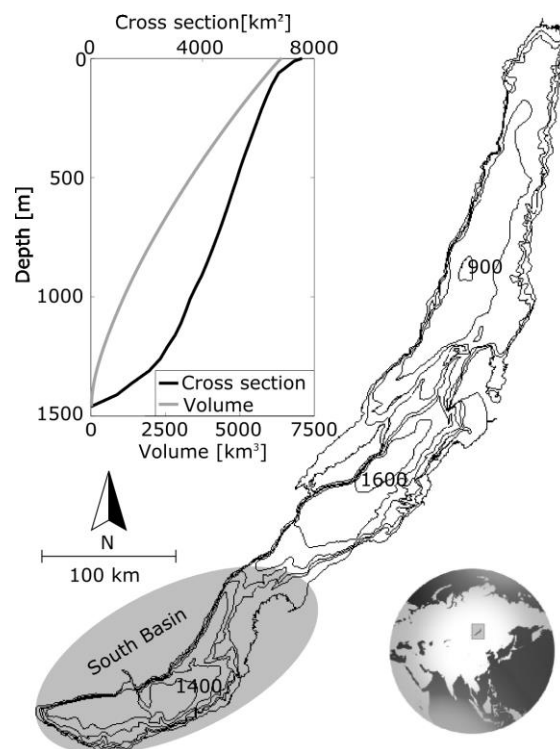 Cross section[km²]
0 4000 8000
0
500
1000
1500
Depth [m]
Cross section
Volume
0 2500 5000 7500
Volume [km³]
N
100 km
South Basin
900
1600
1400